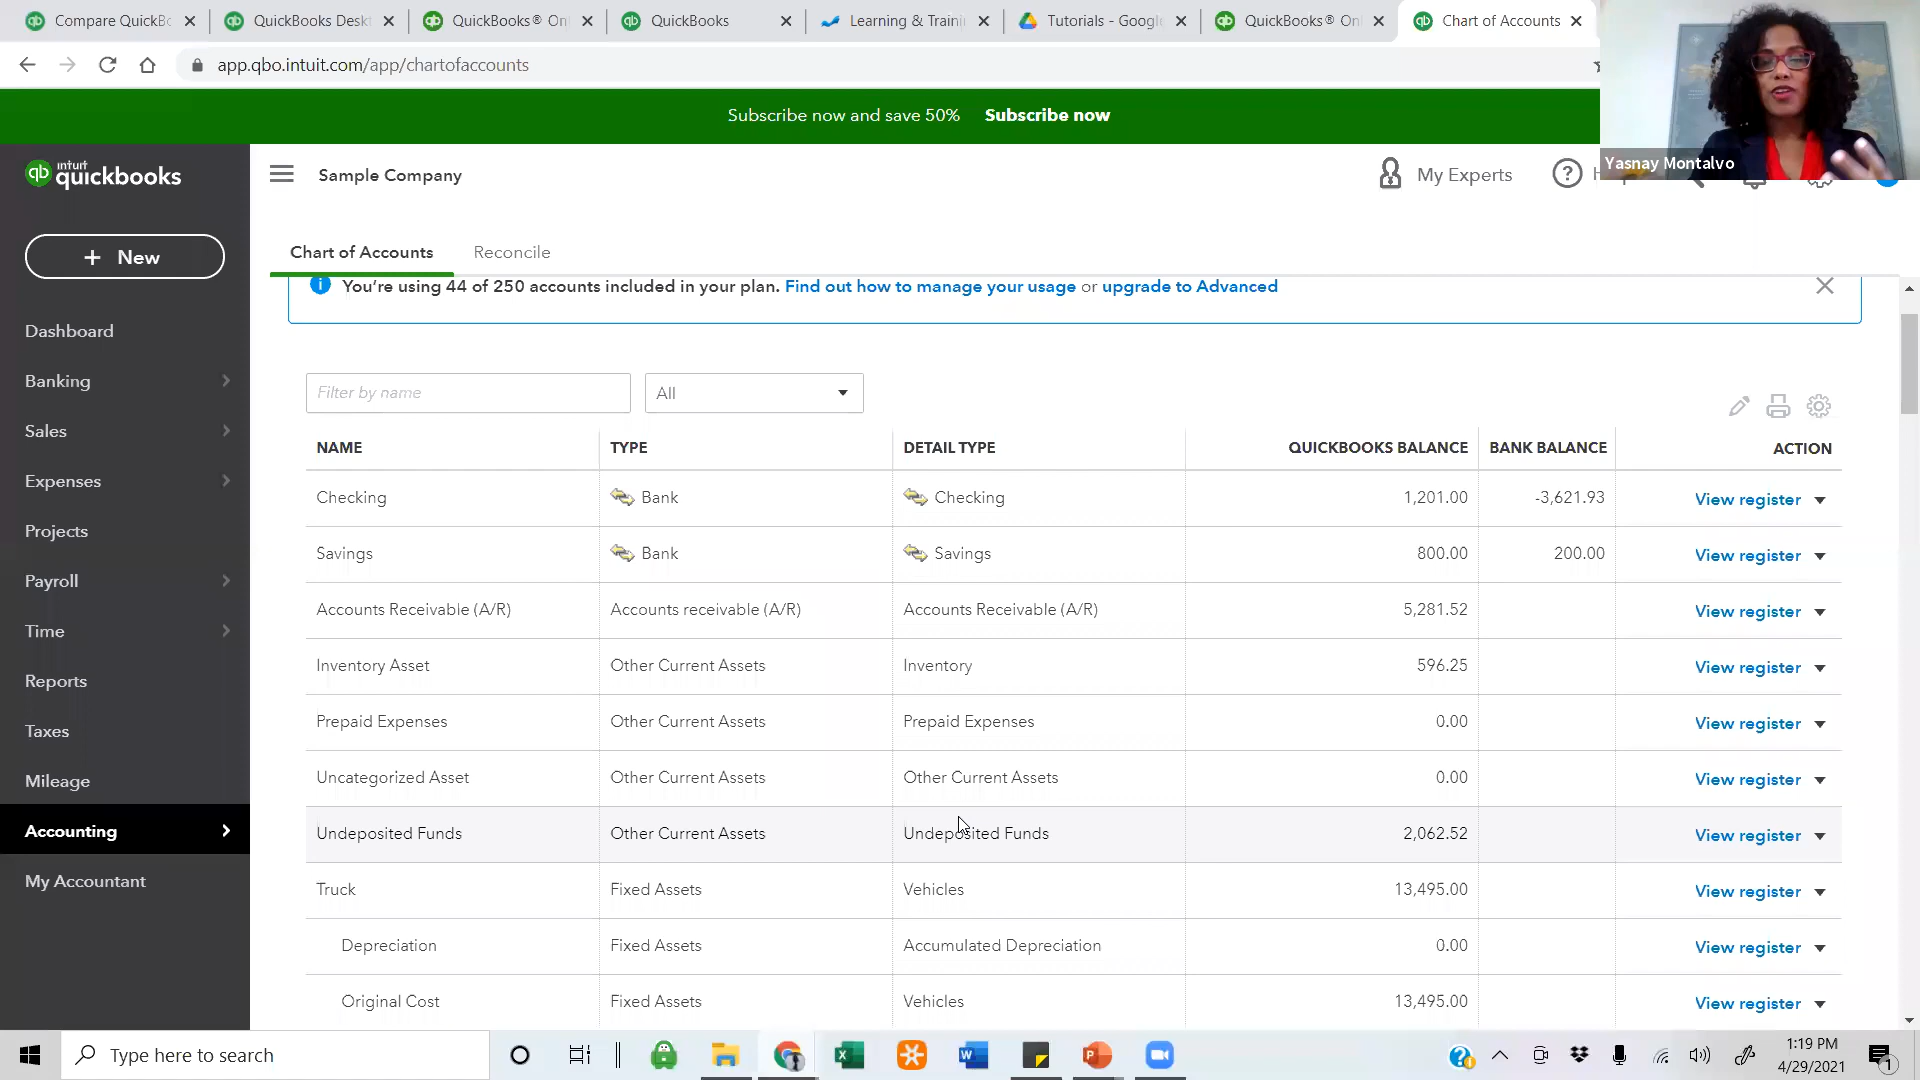 Compare QuickBo
QuickBooks Deskt
QuickBooks® On
QuickBooks
Learning & Trainin
Tutorials - Google
QuickBooks® On
Chart of Accounts
app.qbo.intuit.com/app/chartofaccounts
Subscribe now and save 50% Subscribe now
Yasnay Montalvo
qb intuit quickbooks
Sample Company
My Experts
+ New
Chart of Accounts
Reconcile
You're using 44 of 250 accounts included in your plan. Find out how to manage your usage or upgrade to Advanced
Dashboard
Banking
Sales
Expenses
Projects
Payroll
Time
Reports
Taxes
Mileage
Accounting
My Accountant
Filter by name
All
NAME TYPE DETAIL TYPE QUICKBOOKS BALANCE BANK BALANCE ACTION
Checking Bank Checking 1,201.00 -3,621.93 View register
Savings Bank Savings 800.00 200.00 View register
Accounts Receivable (A/R) Accounts receivable (A/R) Accounts Receivable (A/R) 5,281.52 View register
Inventory Asset Other Current Assets Inventory 596.25 View register
Prepaid Expenses Other Current Assets Prepaid Expenses 0.00 View register
Uncategorized Asset Other Current Assets Other Current Assets 0.00 View register
Undeposited Funds Other Current Assets Undeposited Funds 2,062.52 View register
Truck Fixed Assets Vehicles 13,495.00 View register
Depreciation Fixed Assets Accumulated Depreciation 0.00 View register
Original Cost Fixed Assets Vehicles 13,495.00 View register
Type here to search
1:19 PM
4/29/2021
1